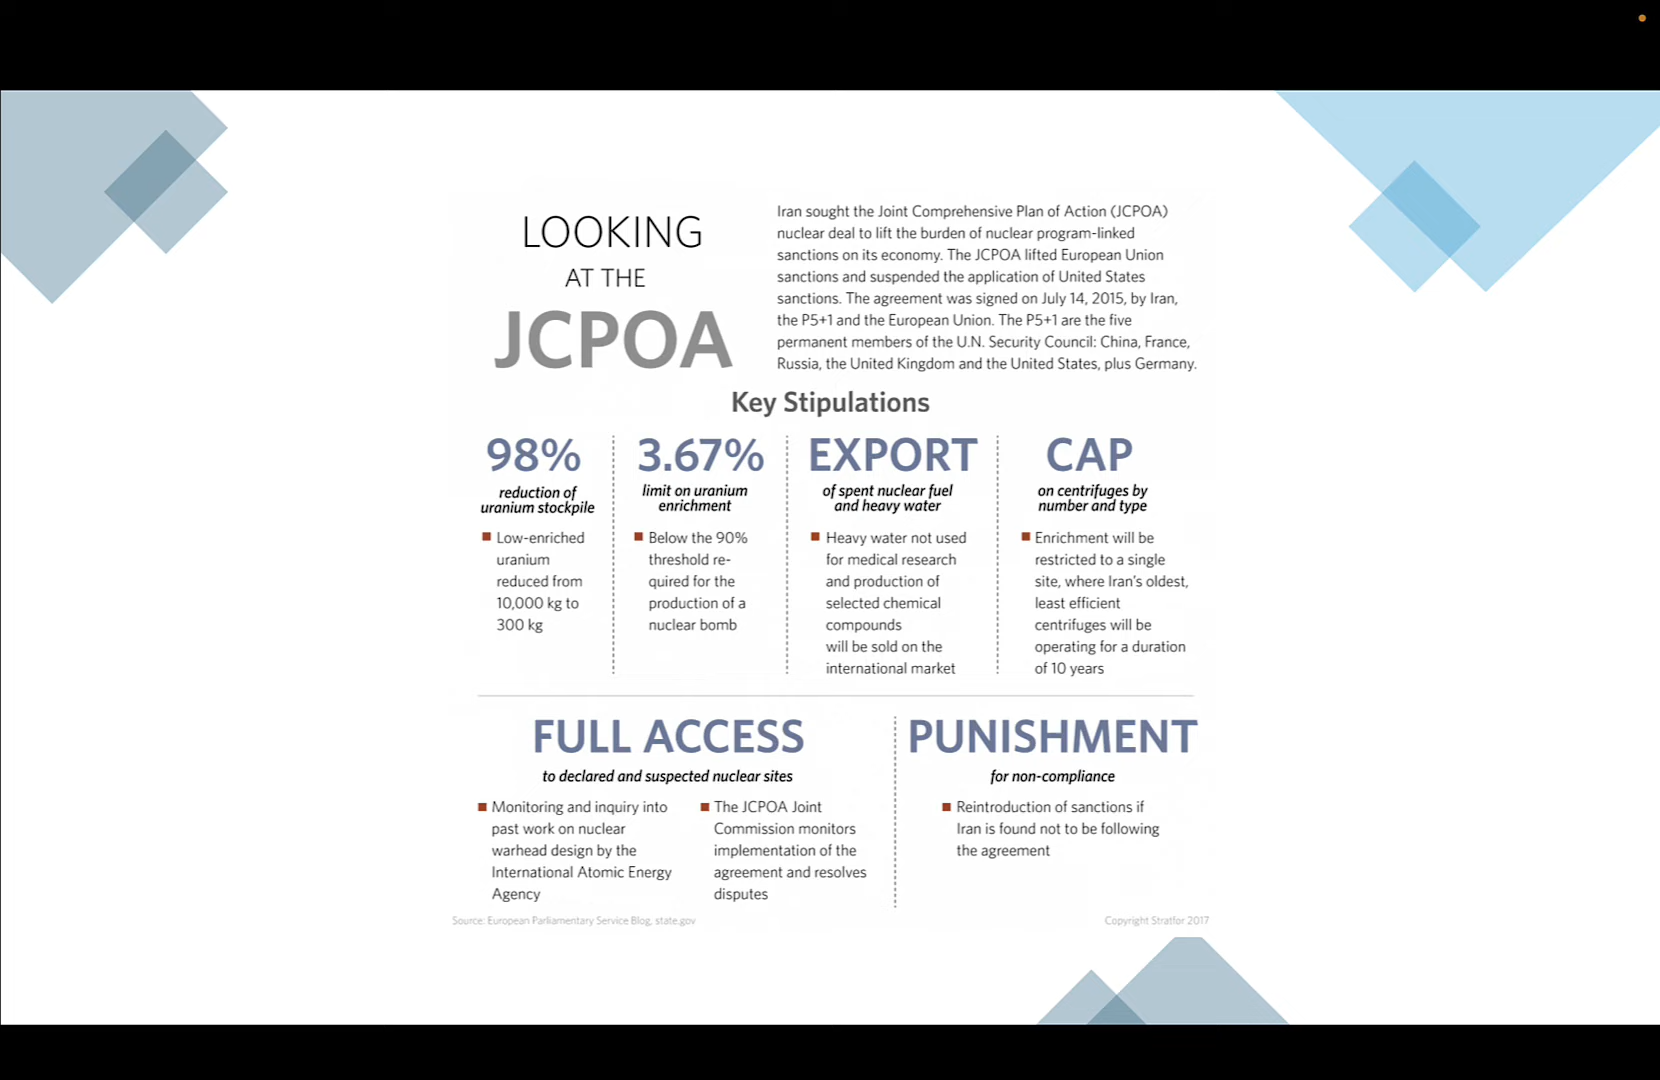 LOOKING
AT THE
JCPOA
Iran sought the Joint Comprehensive Plan of Action (JCPOA)
nuclear deal to lift the burden of nuclear program-linked
sanctions on its economy. The JCPOA lifted European Union
sanctions and suspended the application of United States
sanctions. The agreement was signed on July 14, 2015, by Iran,
the P5+1 and the European Union. The P5+1 are the five
permanent members of the U.N. Security Council: China, France,
Russia, the United Kingdom and the United States, plus Germany.
Key Stipulations
98%
reduction of
uranium stockpile
Low-enriched
uranium
reduced from
10,000 kg to
300 kg
3.67%
limit on uranium
enrichment
Below the 90%
threshold re-
quired for the
production of a
nuclear bomb
EXPORT
of spent nuclear fuel
and heavy water
Heavy water not used
for medical research
and production of
selected chemical
compounds
will be sold on the
international market
CAP
on centrifuges by
number and type
Enrichment will be
restricted to a single
site, where Iran's oldest,
least efficient
centrifuges will be
operating for a duration
of 10 years
FULL ACCESS
to declared and suspected nuclear sites
Monitoring and inquiry into
past work on nuclear
warhead design by the
International Atomic Energy
Agency
The JCPOA Joint
Commission monitors
implementation of the
agreement and resolves
disputes
PUNISHMENT
for non-compliance
Reintroduction of sanctions if
Iran is found not to be following
the agreement
Source: European Parliamentary Service Blog, state.gov
Copyright Stratfor 2017